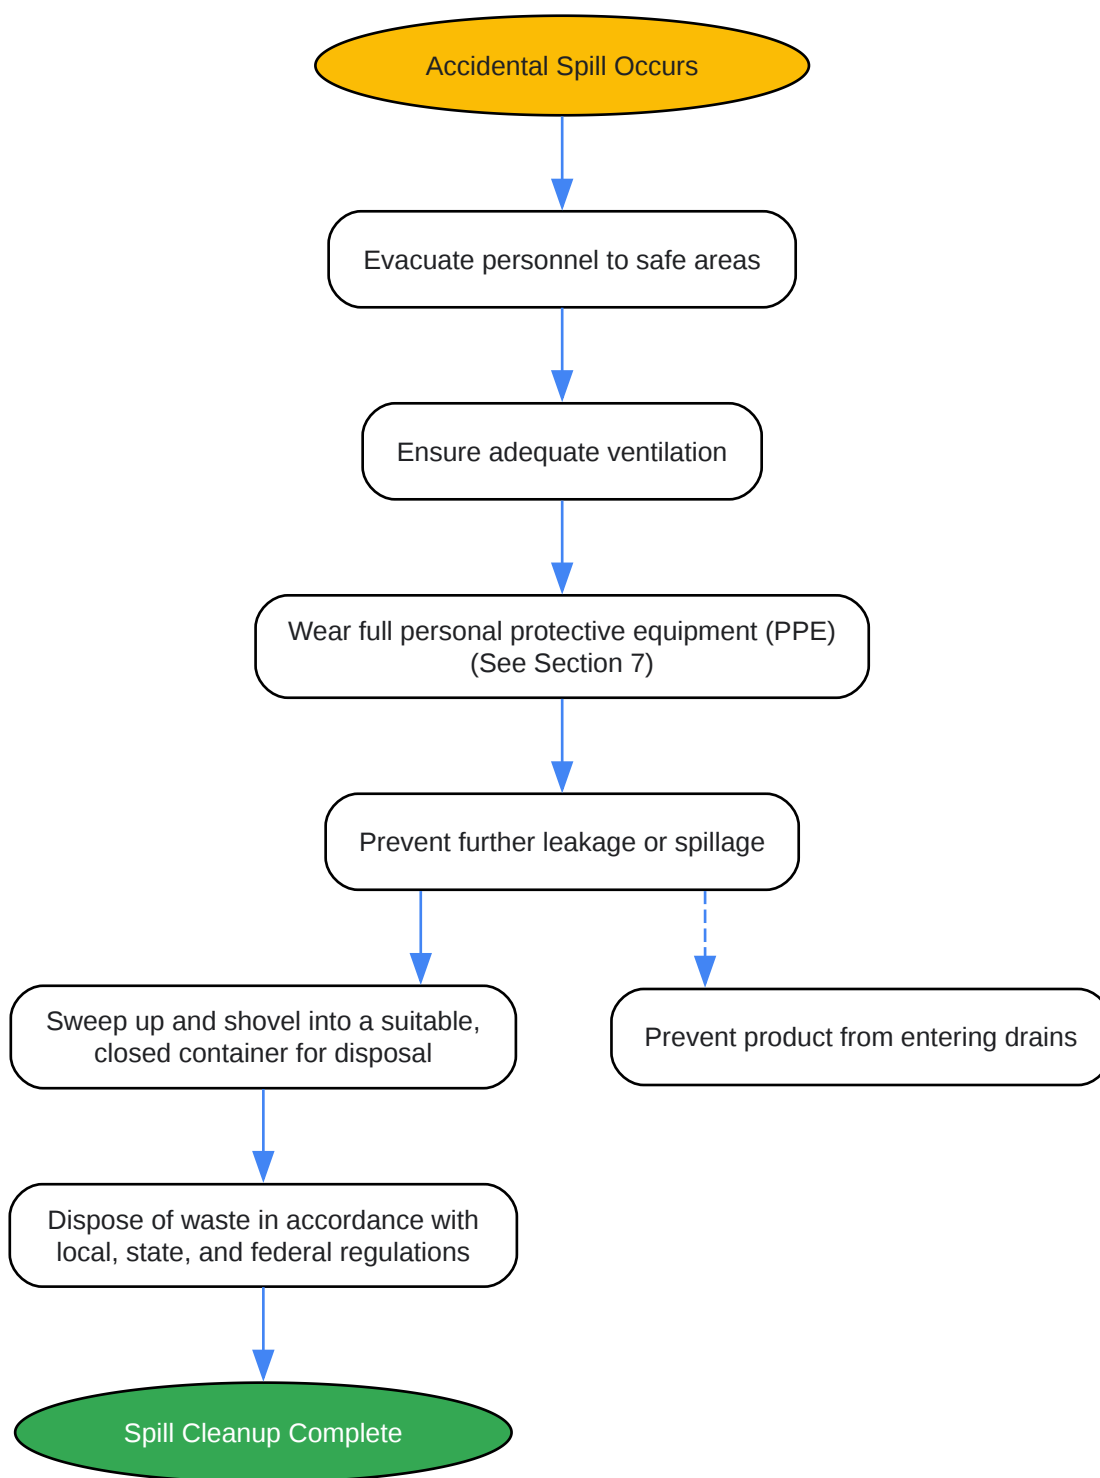 Accidental Spill Occurs
Evacuate personnel to safe areas
Ensure adequate ventilation
Wear full personal protective equipment (PPE)
(See Section 7)
Prevent further leakage or spillage
Sweep up and shovel into a suitable,
closed container for disposal
Prevent product from entering drains
Dispose of waste in accordance with
local, state, and federal regulations
Spill Cleanup Complete